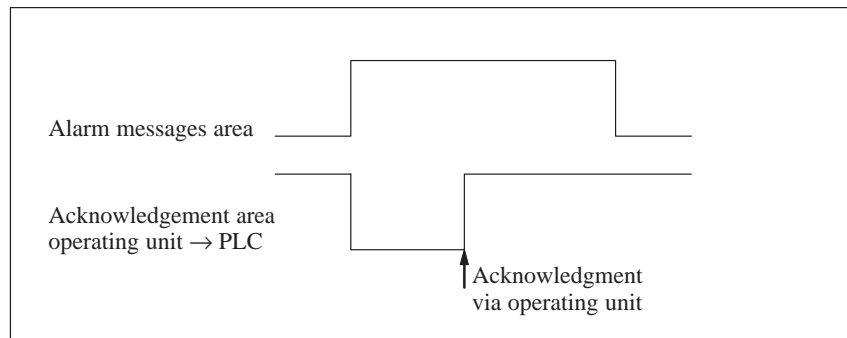 Alarm messages area
Acknowledgement area
operating unit → PLC
Acknowledgment
via operating unit